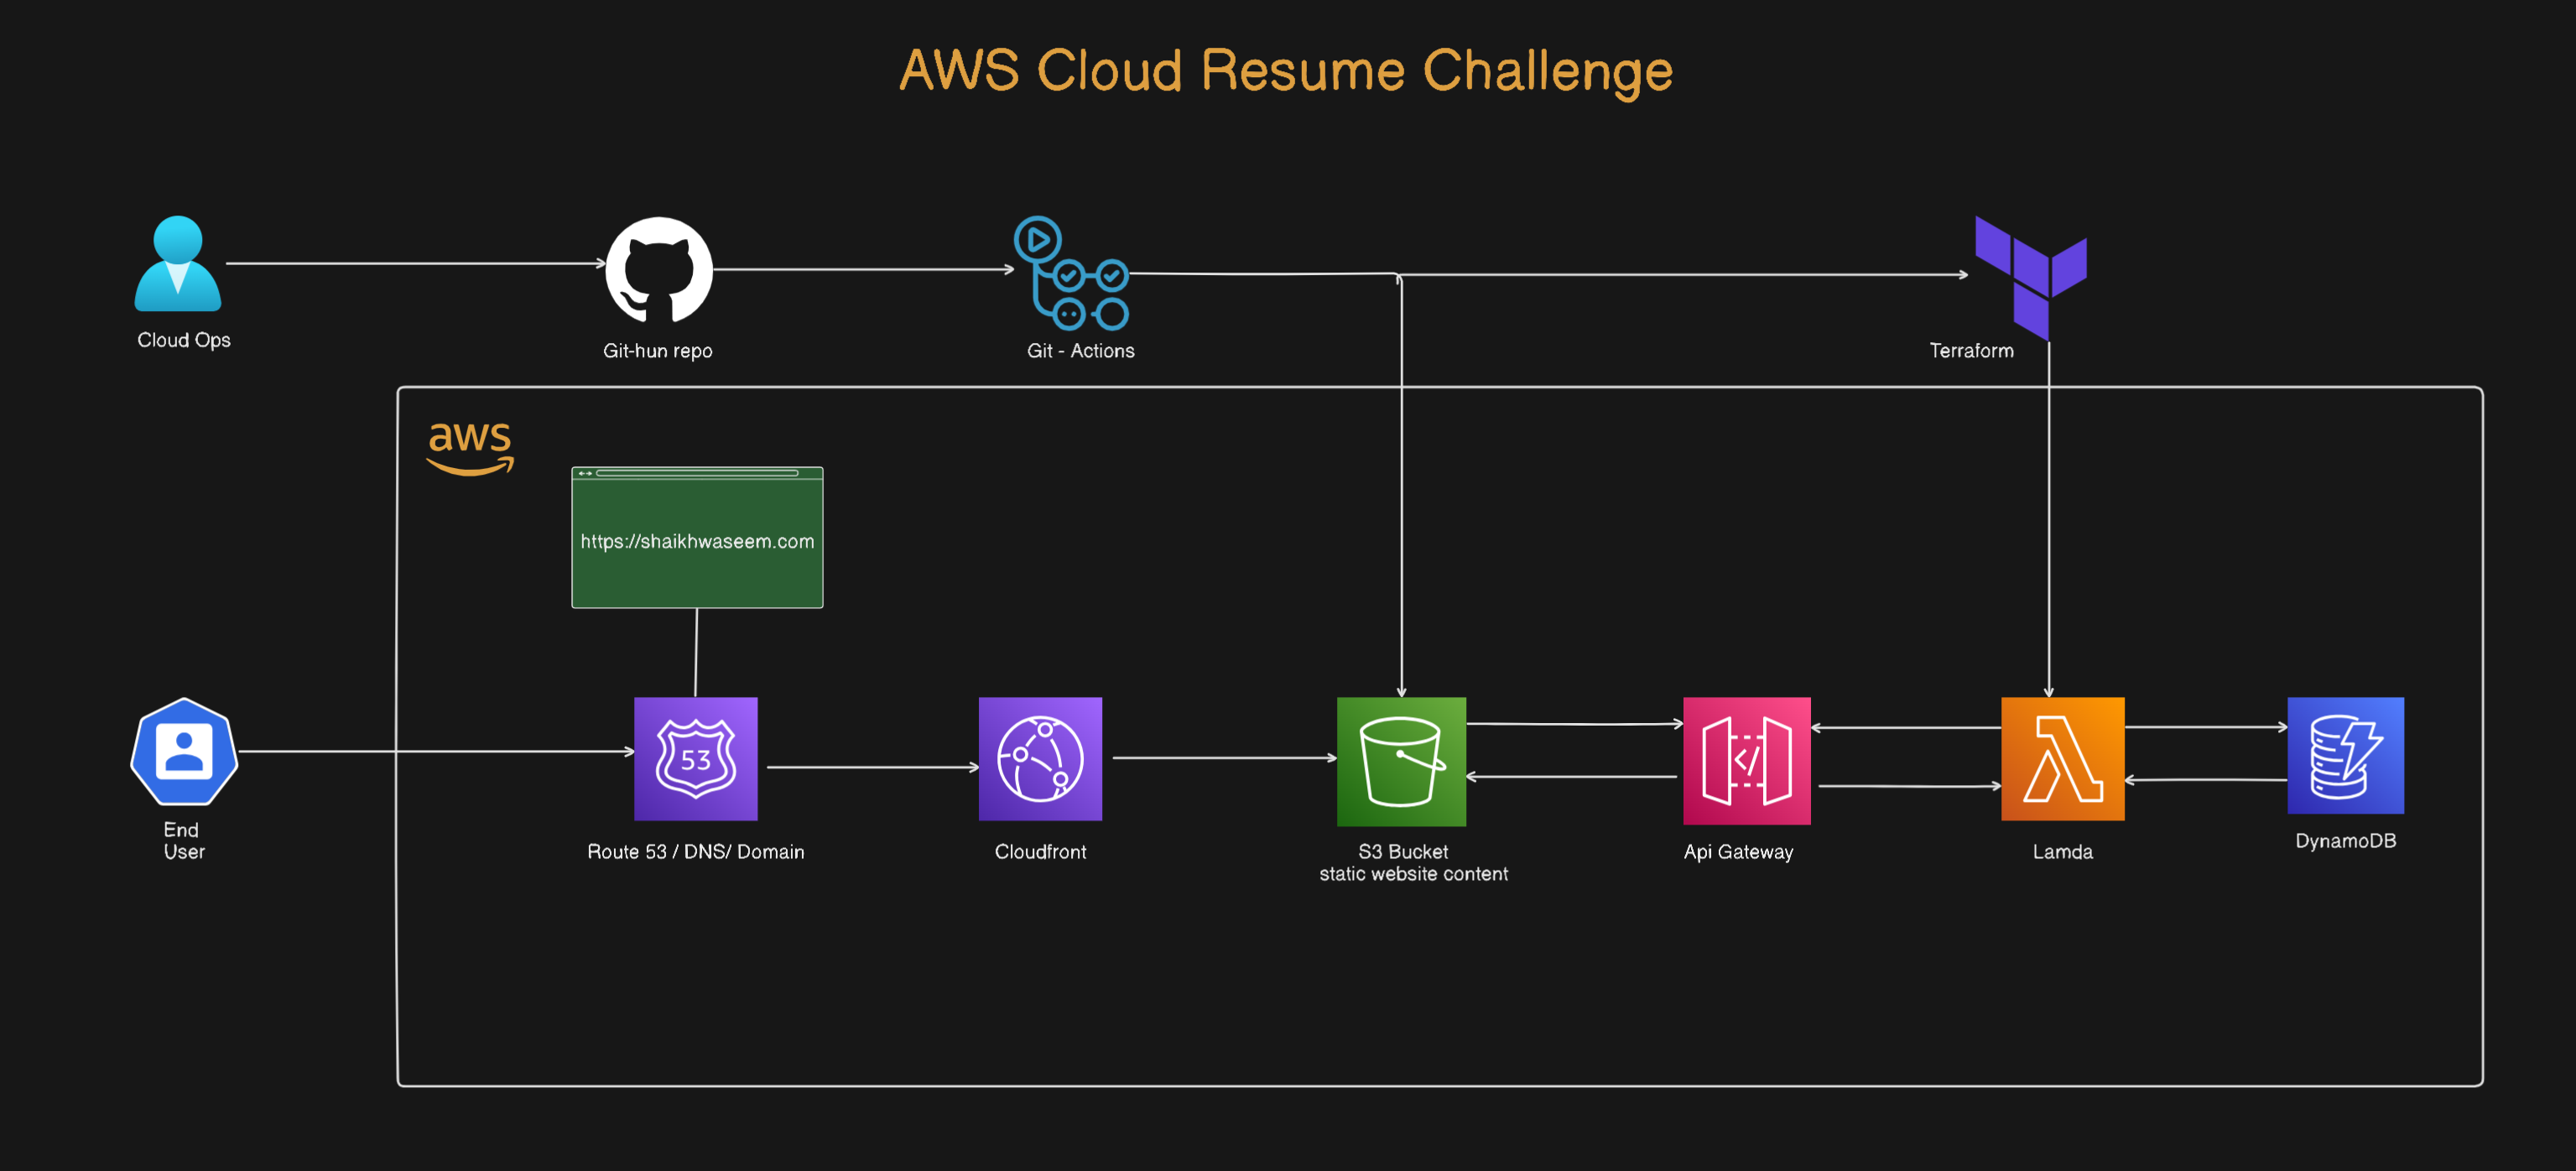 AWS Cloud Resume Challenge
Cloud Ops
Git-hun repo
Git - Actions
Terraform
aws
https://shaikhwaseem.com
53
End
User
Route 53 / DNS/ Domain
Cloudfront
S3 Bucket
static website content
Api Gateway
Lamda
DynamoDB